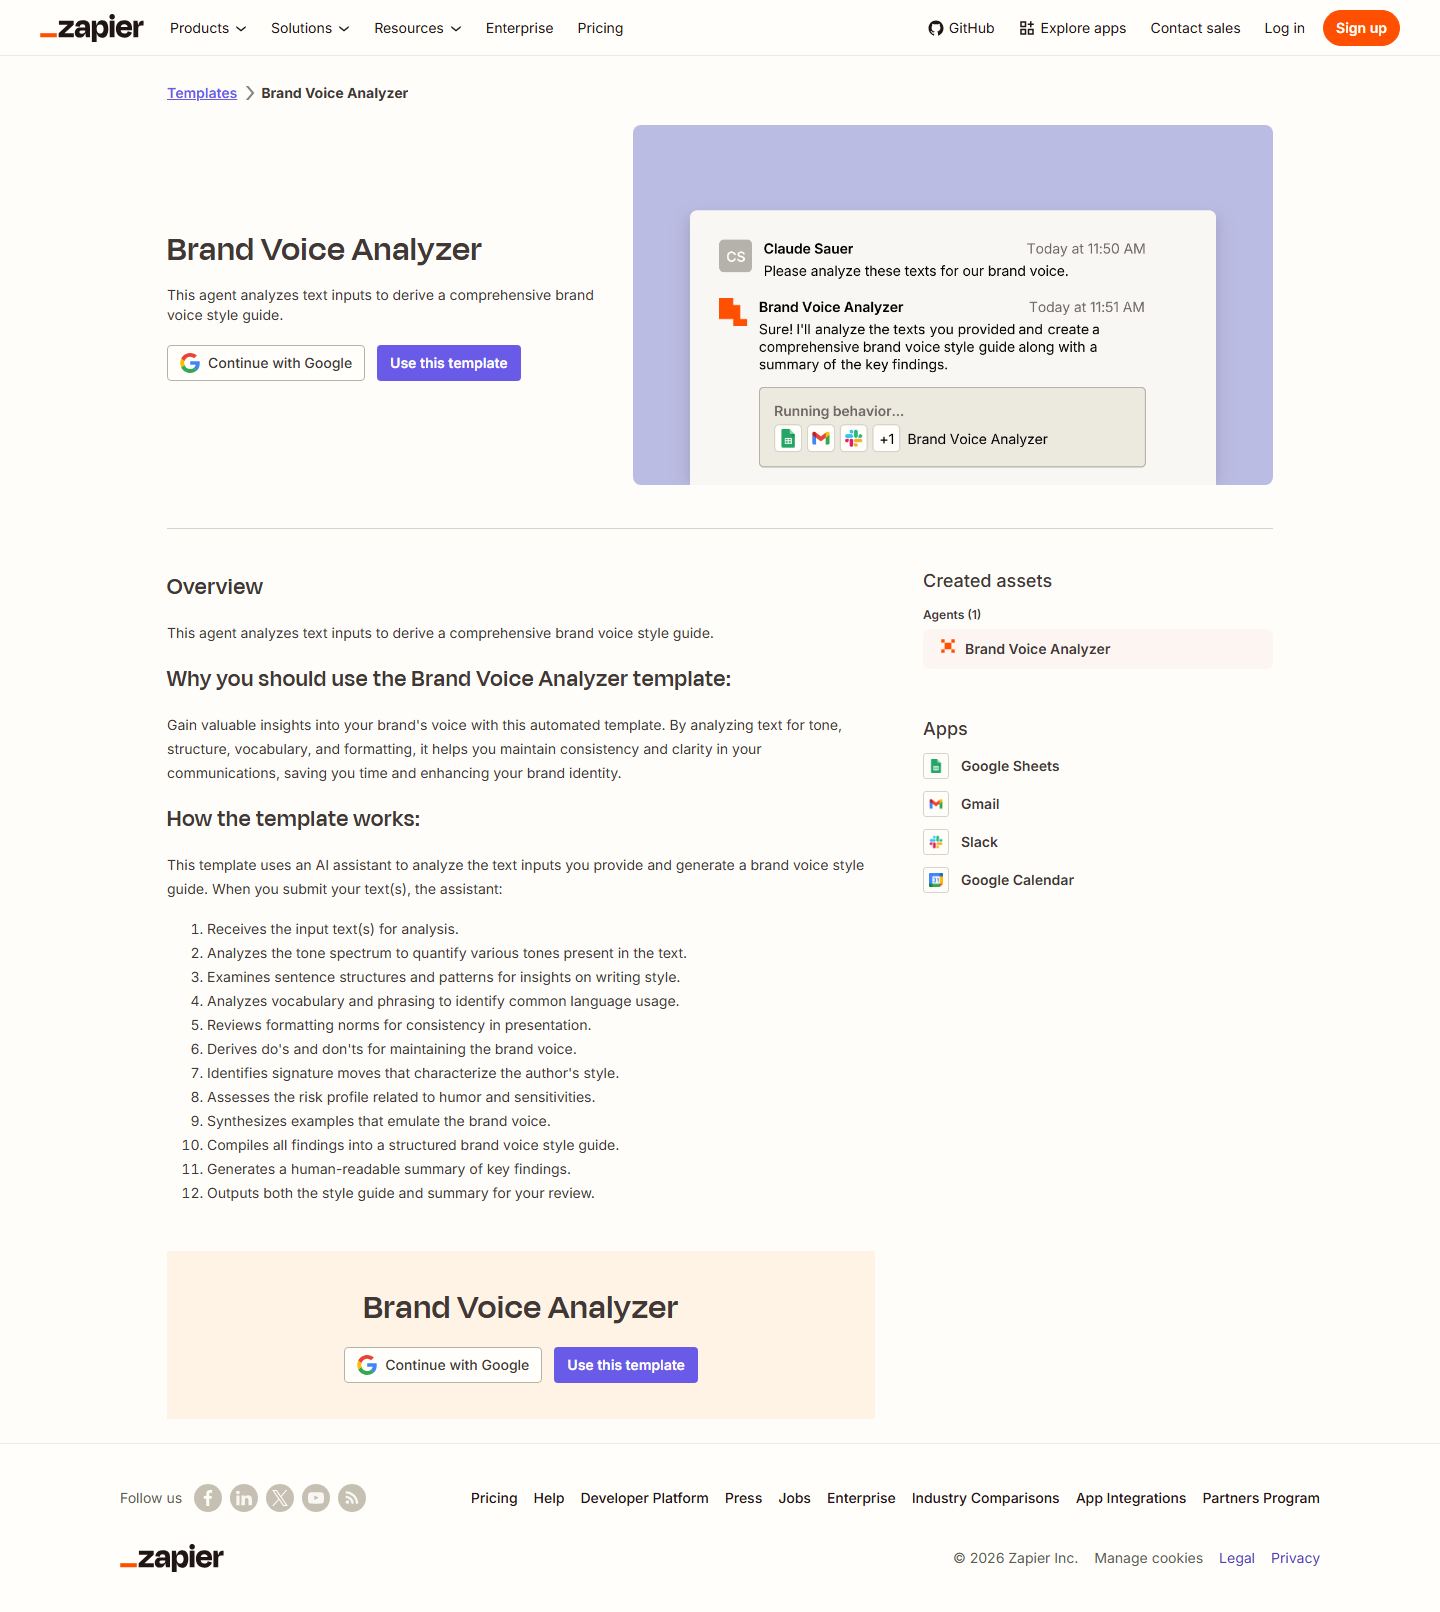 zapier Products Solutions Resources Enterprise Pricing GitHub Explore apps Contact sales Log in Sign up
Templates Brand Voice Analyzer
Brand Voice Analyzer
This agent analyzes text inputs to derive a comprehensive brand
voice style guide.
Continue with Google Use this template
CS Claude Sauer Today at 11:50 AM
Please analyze these texts for our brand voice.
Brand Voice Analyzer Today at 11:51 AM
Sure! I'll analyze the texts you provided and create a
comprehensive brand voice style guide along with a
summary of the key findings.
Running behavior...
+1 Brand Voice Analyzer
Overview
This agent analyzes text inputs to derive a comprehensive brand voice style guide.
Why you should use the Brand Voice Analyzer template:
Gain valuable insights into your brand's voice with this automated template. By analyzing text for tone,
structure, vocabulary, and formatting, it helps you maintain consistency and clarity in your
communications, saving you time and enhancing your brand identity.
How the template works:
This template uses an AI assistant to analyze the text inputs you provide and generate a brand voice style
guide. When you submit your text(s), the assistant:
1. Receives the input text(s) for analysis.
2. Analyzes the tone spectrum to quantify various tones present in the text.
3. Examines sentence structures and patterns for insights on writing style.
4. Analyzes vocabulary and phrasing to identify common language usage.
5. Reviews formatting norms for consistency in presentation.
6. Derives do's and don'ts for maintaining the brand voice.
7. Identifies signature moves that characterize the author's style.
8. Assesses the risk profile related to humor and sensitivities.
9. Synthesizes examples that emulate the brand voice.
10. Compiles all findings into a structured brand voice style guide.
11. Generates a human-readable summary of key findings.
12. Outputs both the style guide and summary for your review.
Created assets
Agents (1)
Brand Voice Analyzer
Apps
Google Sheets
Gmail
Slack
Google Calendar
Brand Voice Analyzer
Continue with Google Use this template
Follow us Pricing Help Developer Platform Press Jobs Enterprise Industry Comparisons App Integrations Partners Program
zapier © 2026 Zapier Inc. Manage cookies Legal Privacy